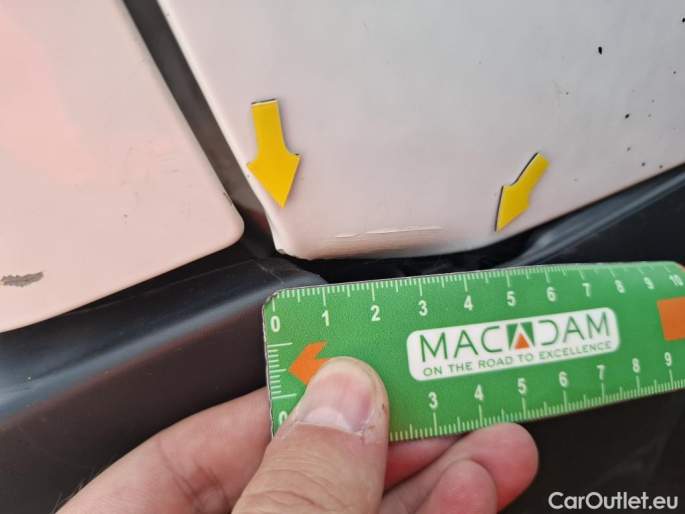 0 1 2 3 4 5 6 7 8 9 10
MACADAM
ON THE ROAD TO EXCELLENCE
0 3 4 5 6 7 8 9
CarOutlet.eu